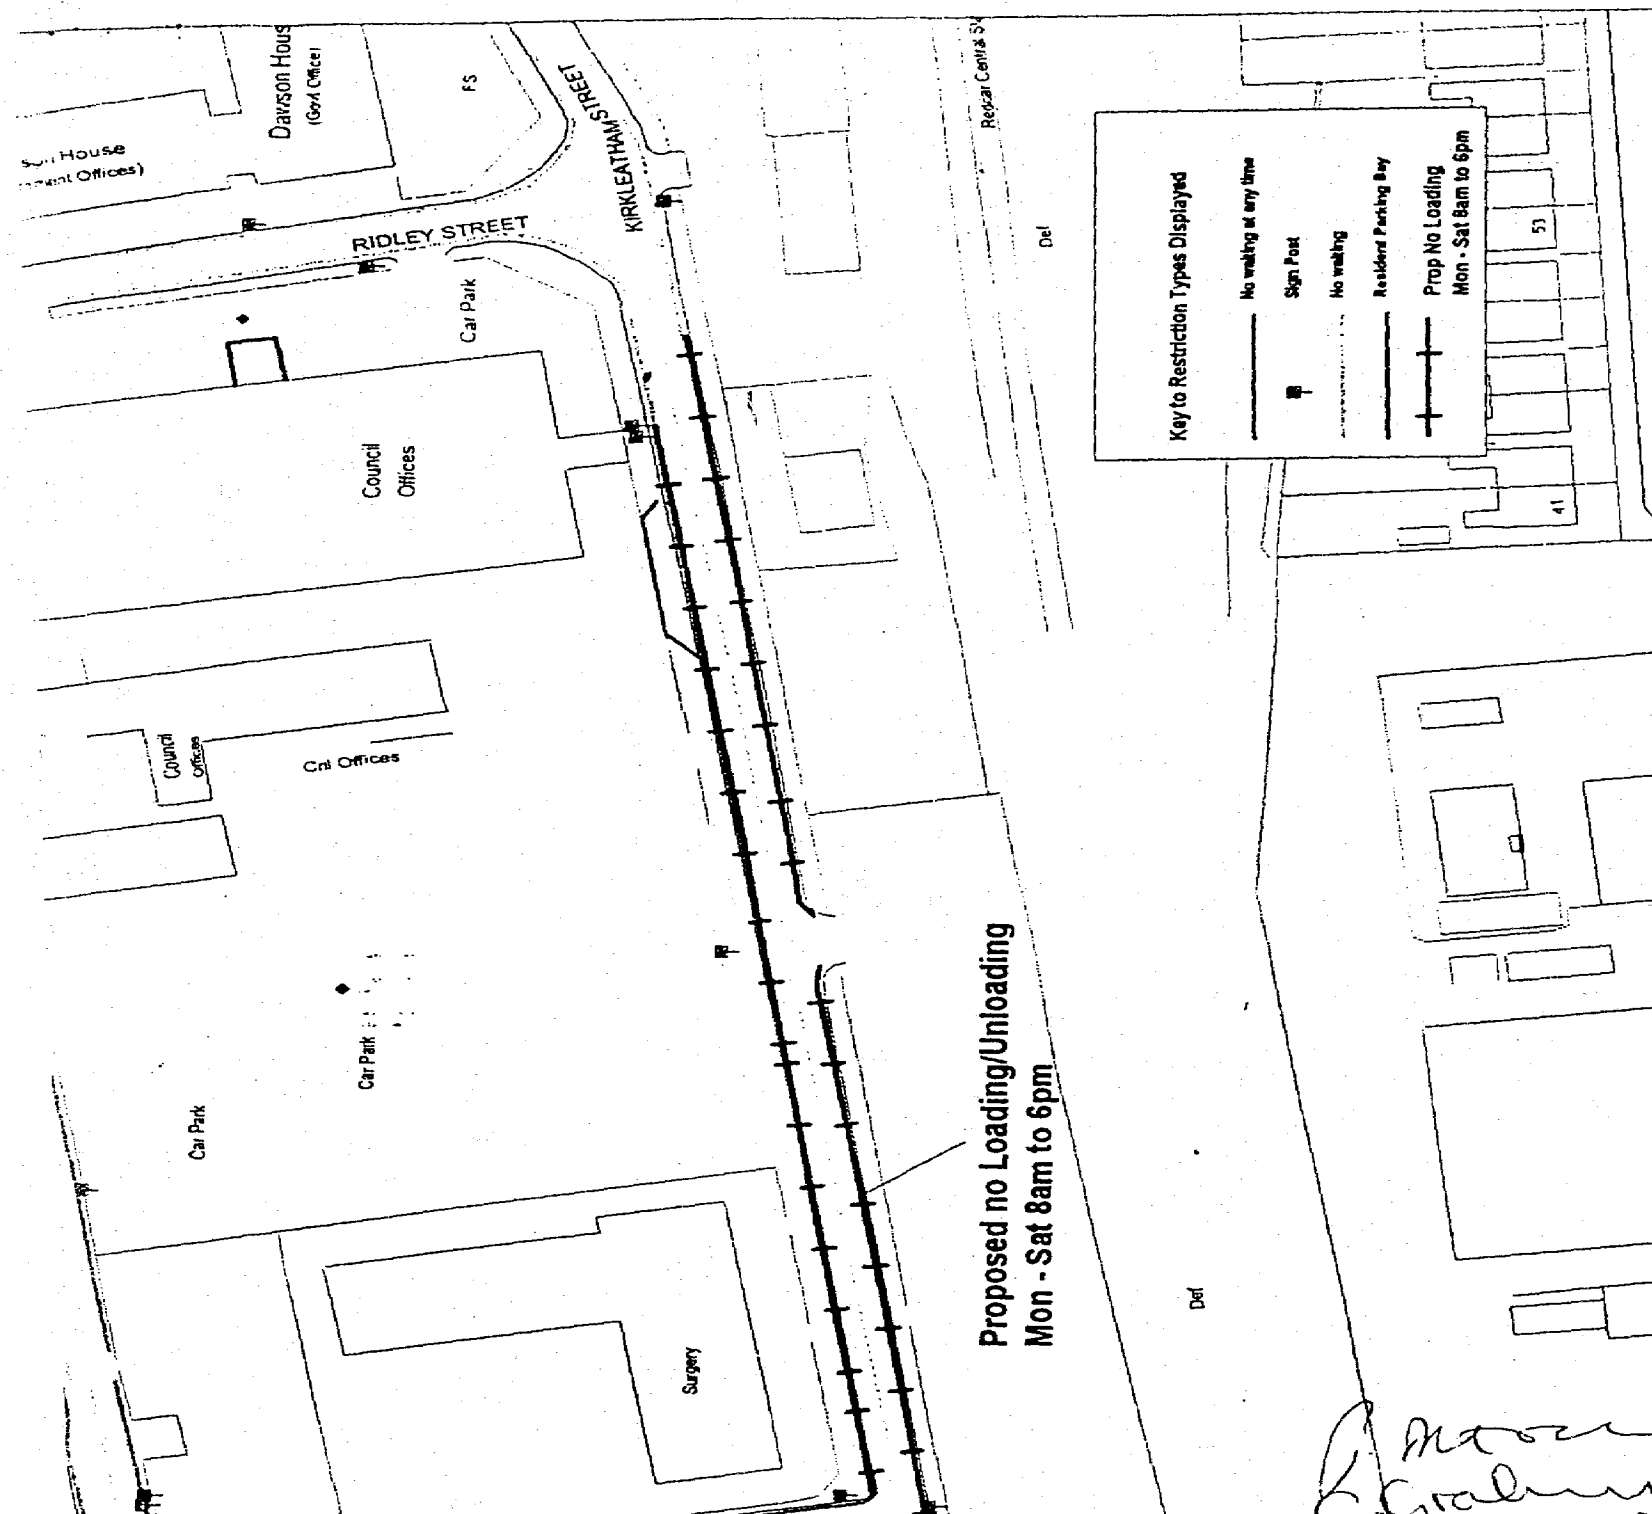 Dawson Hous
(Govt Office)
House
Offices)
FS
KIRKLEATHAM STREET
RIDLEY STREET
Car Park
Council
Offices
Council
Offices
Cnl Offices
Car Park
Car Park
Surgery
Redcar Central St
Def
Key to Restriction Types Displayed
No waiting at any time
Sign Post
No waiting
Resident Parking Bay
Prop No Loading
Mon - Sat 8am to 6pm
53
41
Proposed no Loading/Unloading
Mon - Sat 8am to 6pm
Def